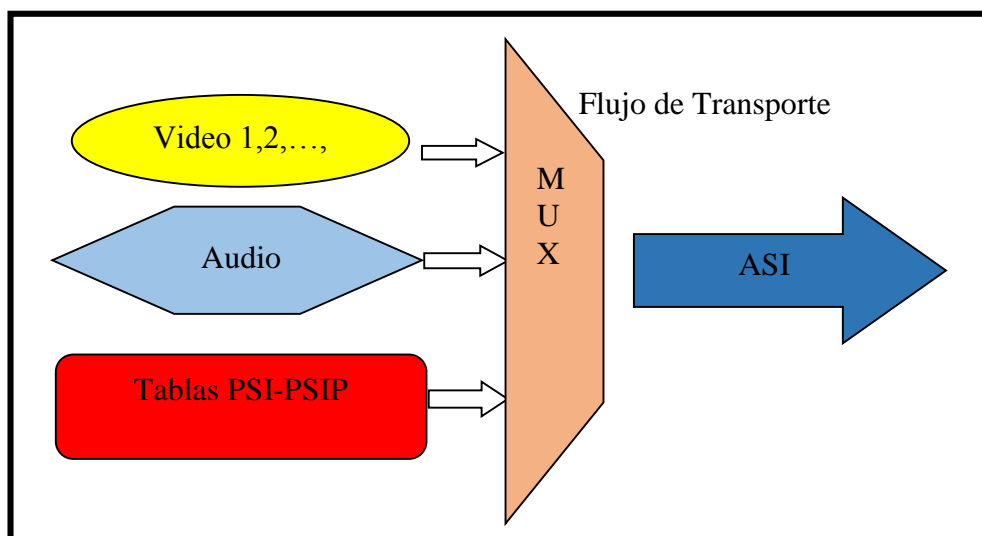 Flujo de Transporte
Video 1,2,…,
M
U
X
Audio
ASI
Tablas PSI-PSIP